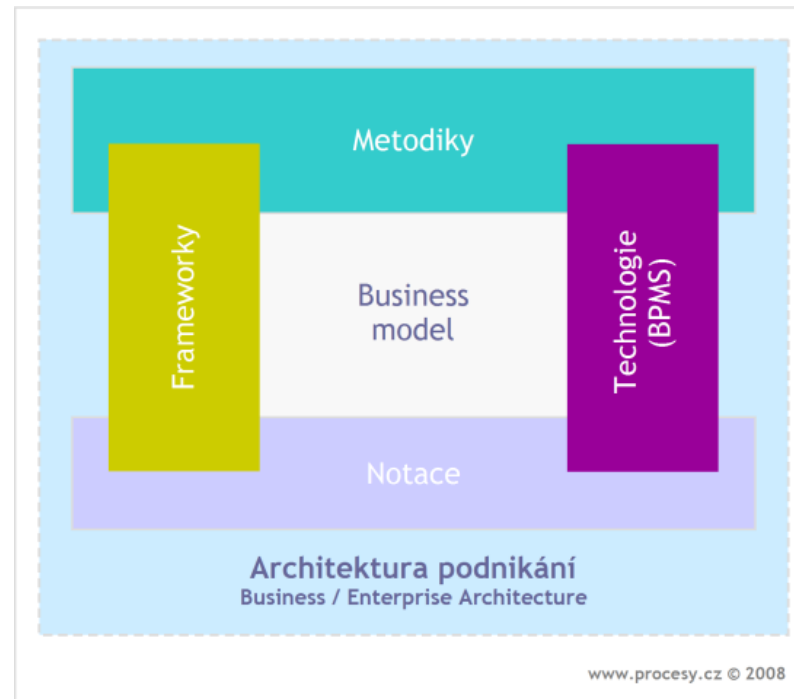 Metodiky
Frameworky
Business
model
Technologie
(BPMS)
Notace
Architektura podnikání
Business / Enterprise Architecture
www.procesy.cz © 2008